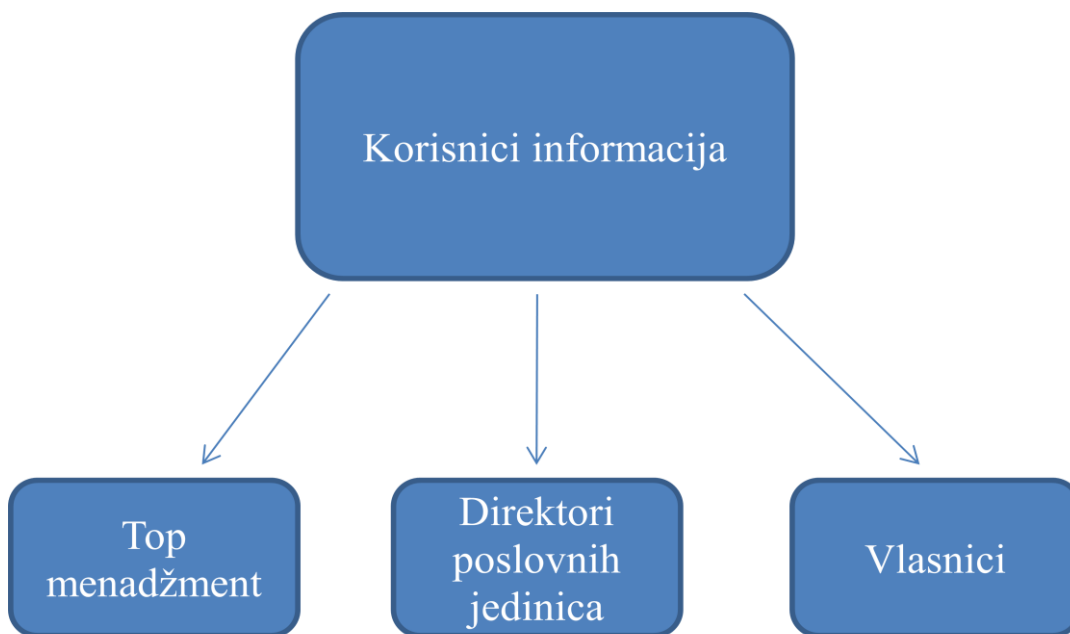 Korisnici informacija
Top
menadžment
Direktori
poslovnih
jedinica
Vlasnici